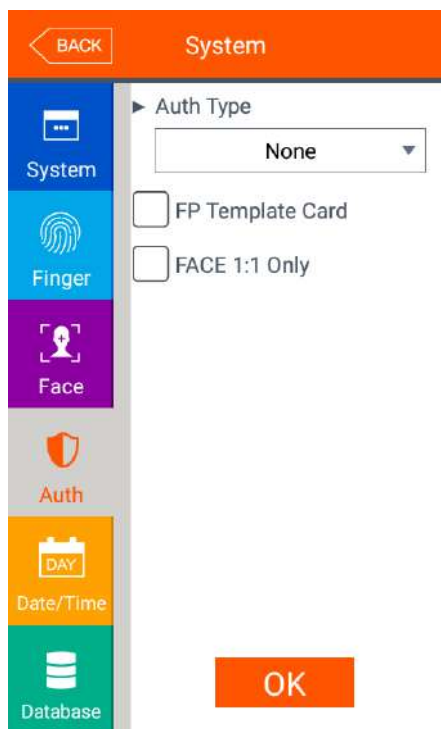 BACK
System
System
Finger
Face
Auth
DAY
Date/Time
Database
► Auth Type
None
FP Template Card
FACE 1:1 Only
OK